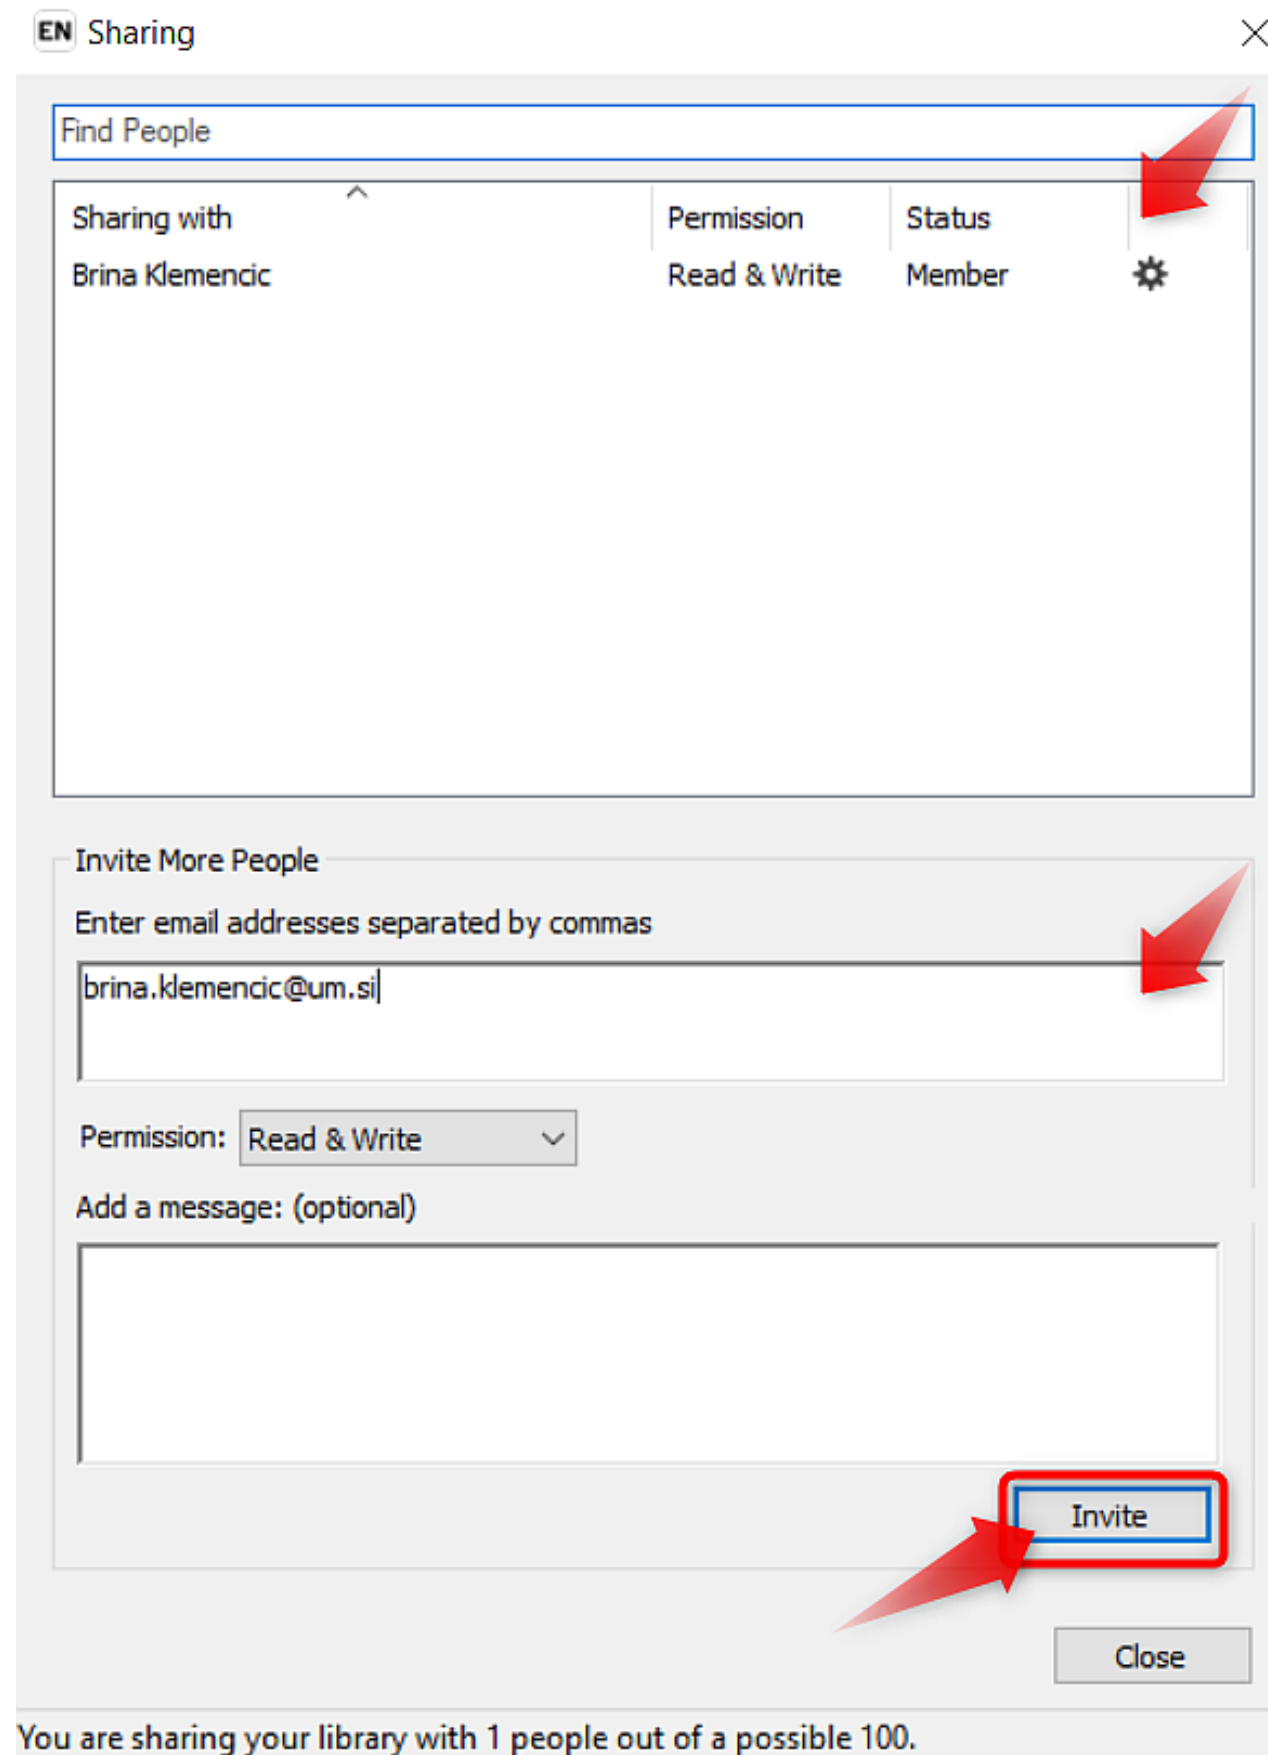 EN Sharing
Find People
Sharing with Permission Status
Brina Klemencic Read & Write Member
Invite More People
Enter email addresses separated by commas
brina.klemencic@um.si
Permission: Read & Write
Add a message: (optional)
Invite
Close
You are sharing your library with 1 people out of a possible 100.